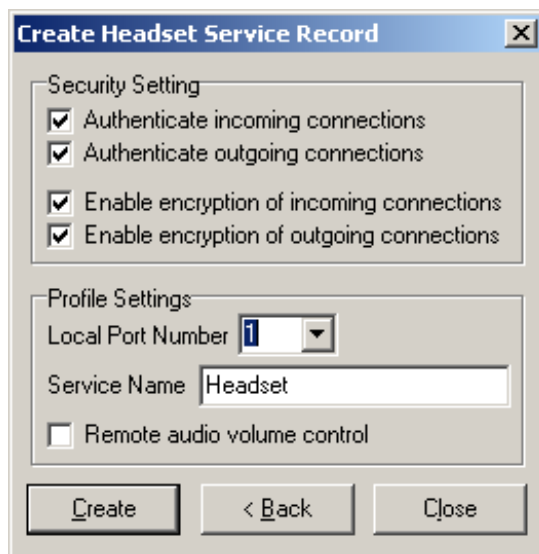 Create Headset Service Record
Security Setting
Authenticate incoming connections
Authenticate outgoing connections
Enable encryption of incoming connections
Enable encryption of outgoing connections
Profile Settings
Local Port Number 1
Service Name Headset
Remote audio volume control
Create < Back Close